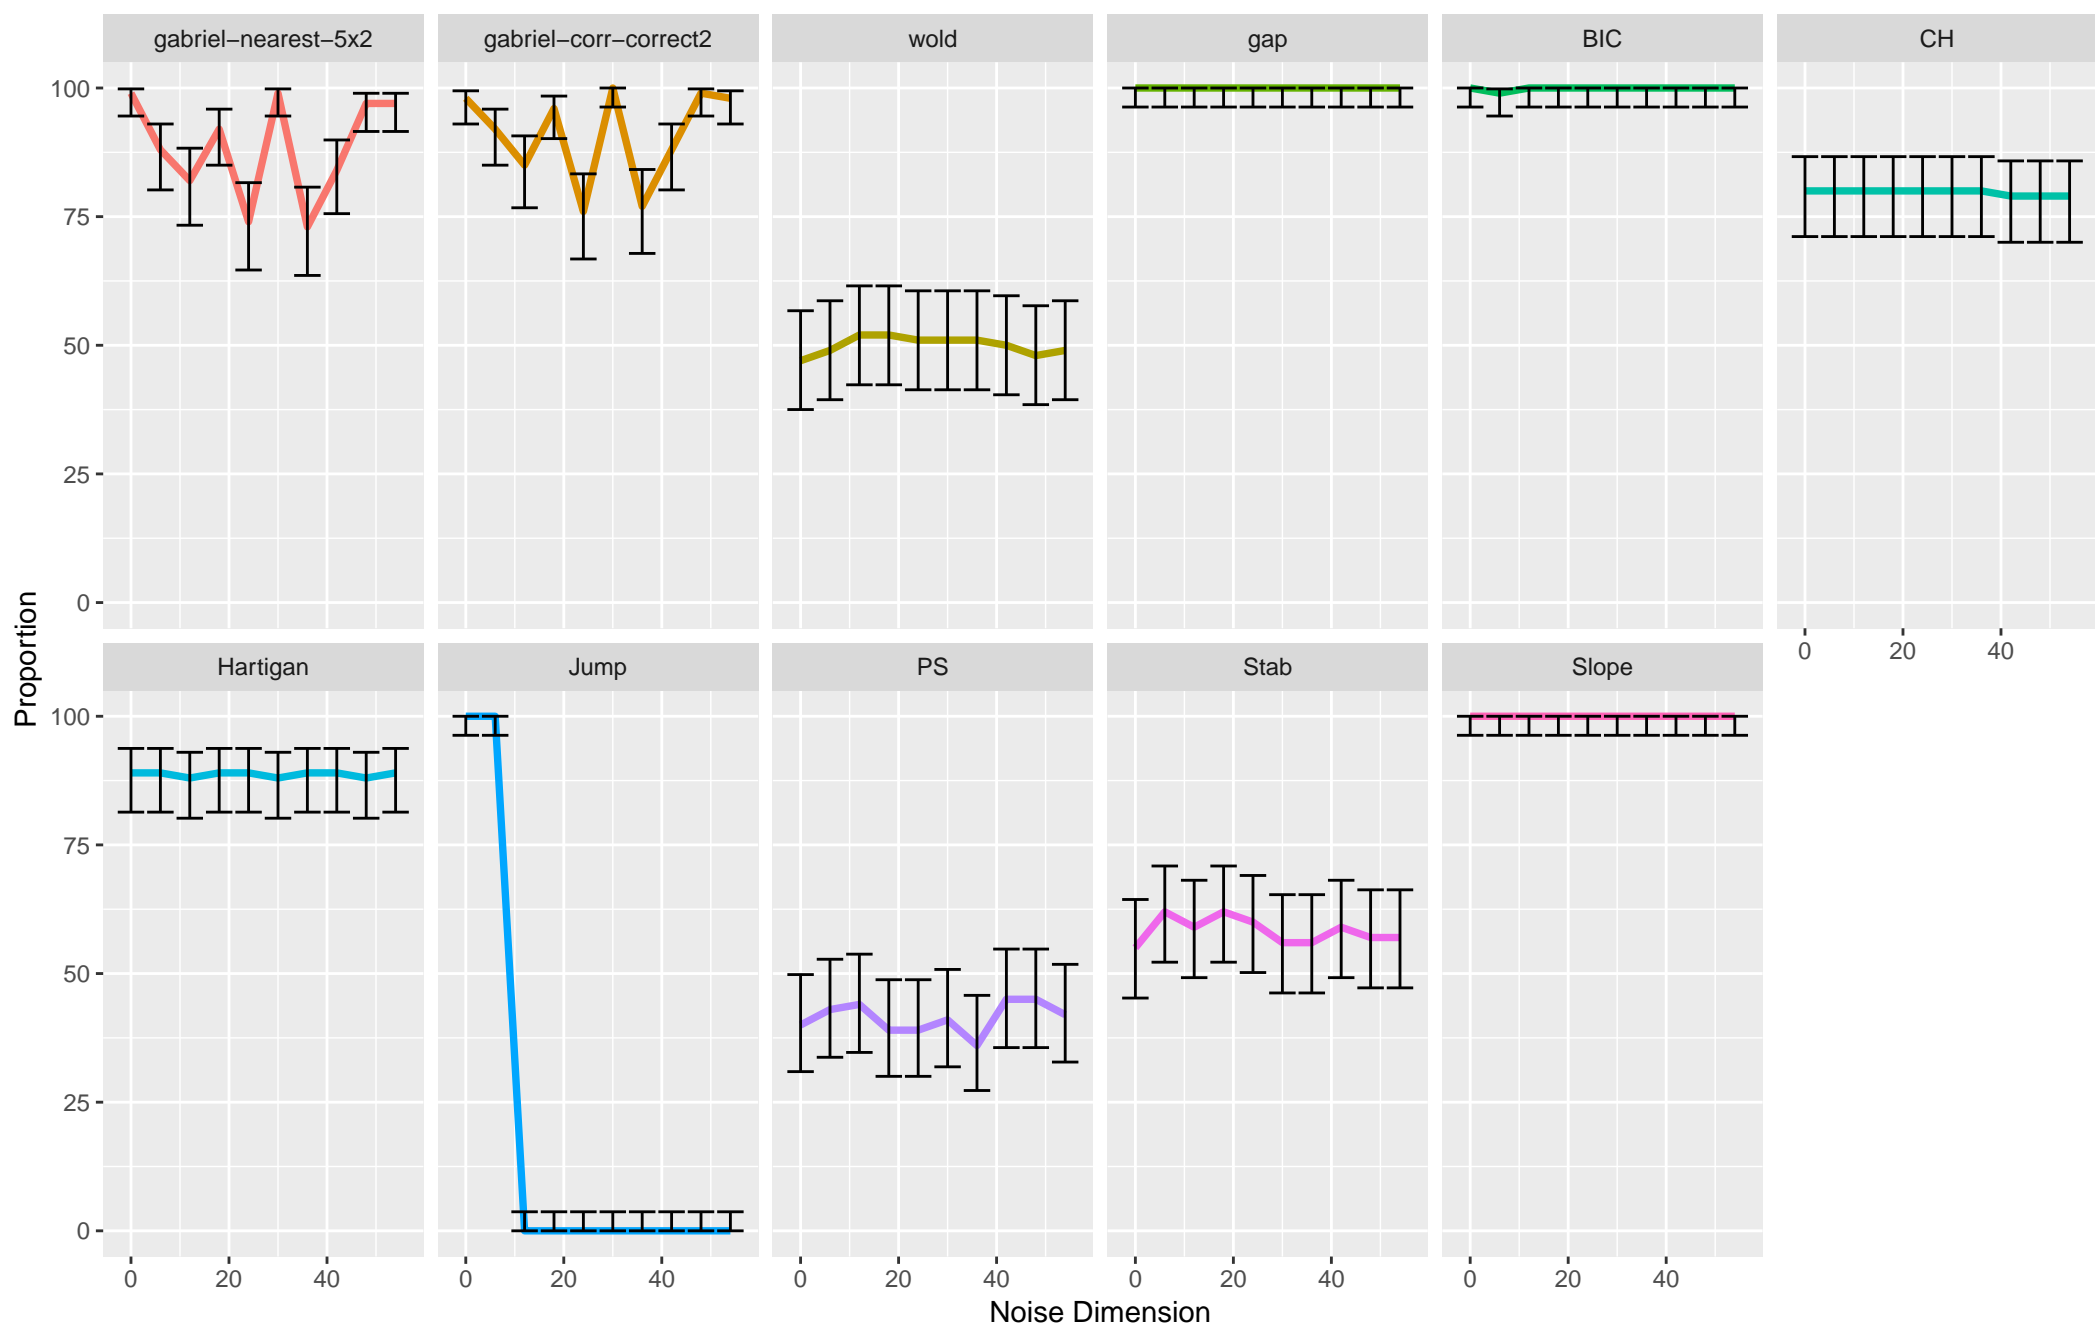 gabriel−nearest−5x2 gabriel−corr−correct2 wold gap BIC CH
100
75
50
25
0
0 20 40
Proportion
Hartigan Jump PS Stab Slope
100
75
50
25
0
0 20 40 0 20 40 0 20 40 0 20 40 0 20 40
Noise Dimension